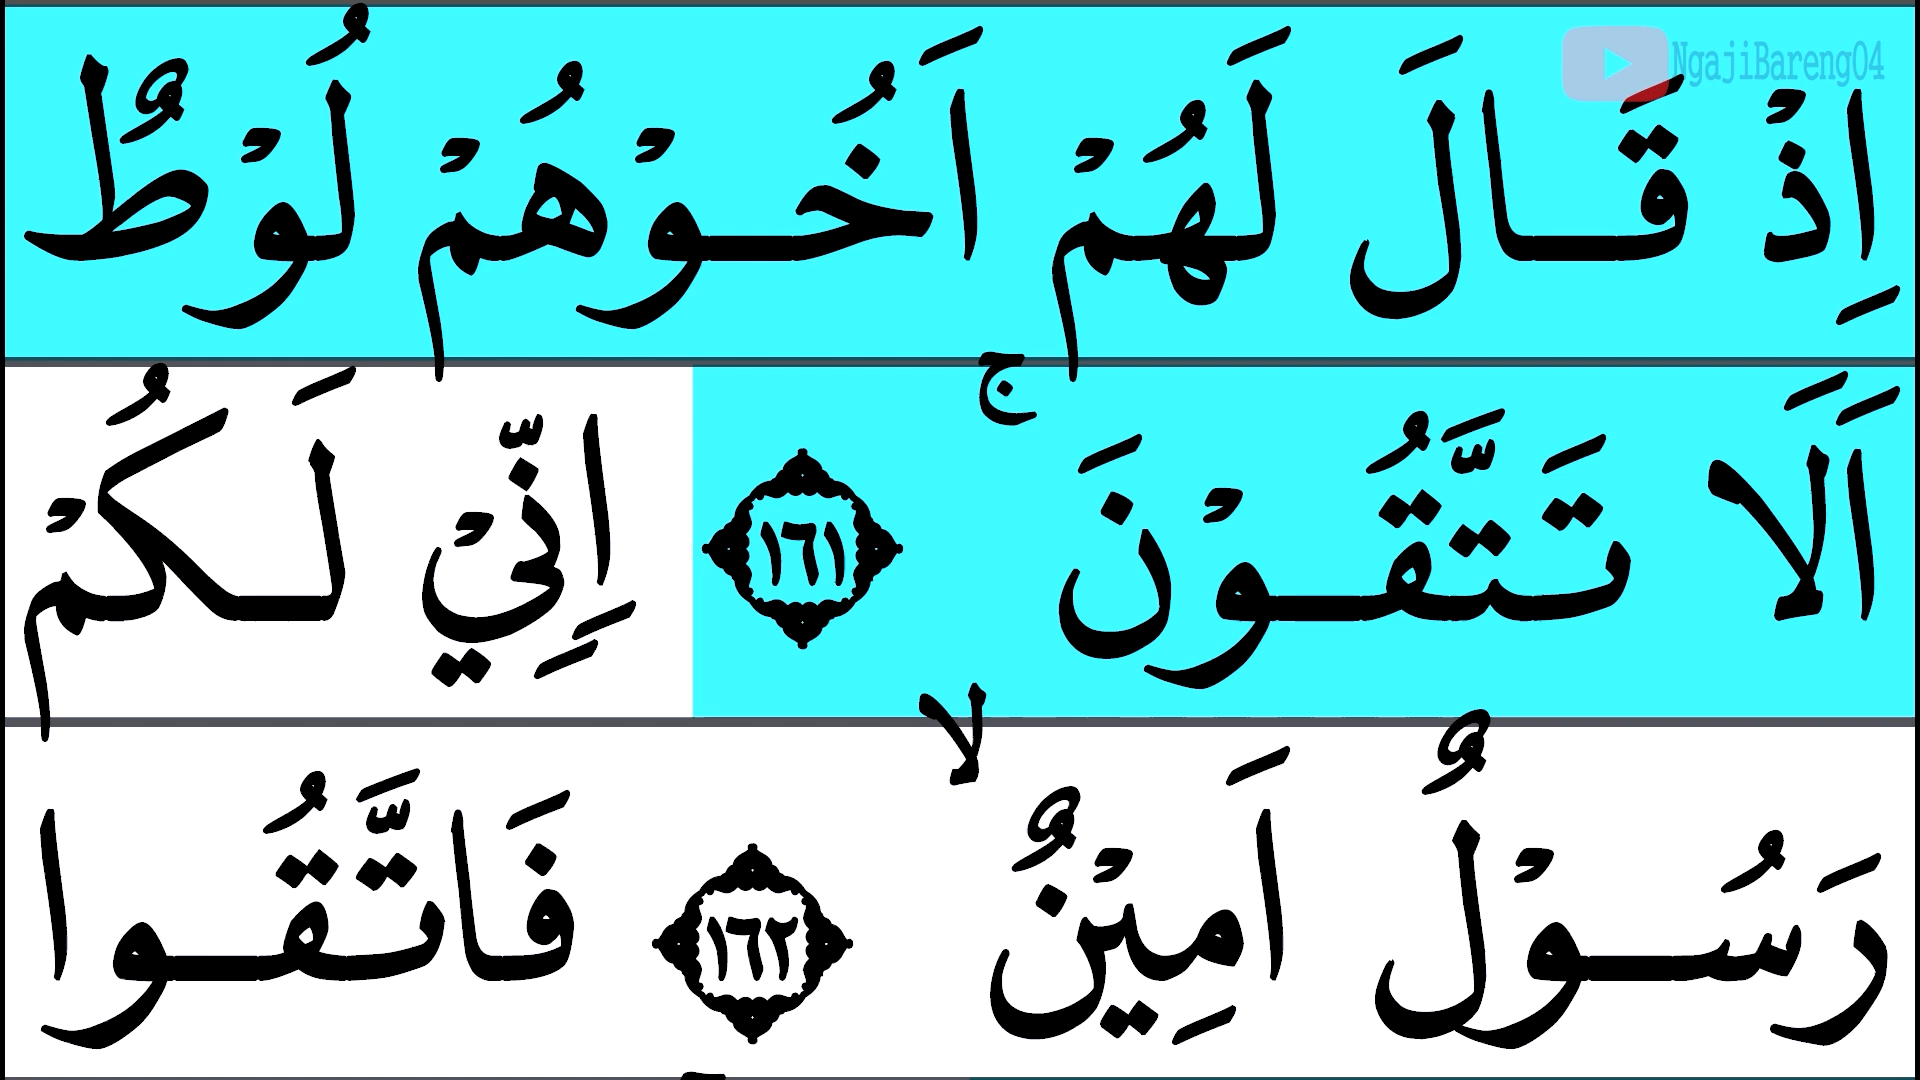 NgajiBareng04
اِذْ قَالَ لَهُمْ اَخُوْهُمْ لُوْطٌ
اَلَا تَتَّقُوْنَ ۚ ١٦١ اِنِّيْ لَكُمْ
رَسُوْلٌ اَمِيْنٌ ۙ ١٦٢ فَاتَّقُوا